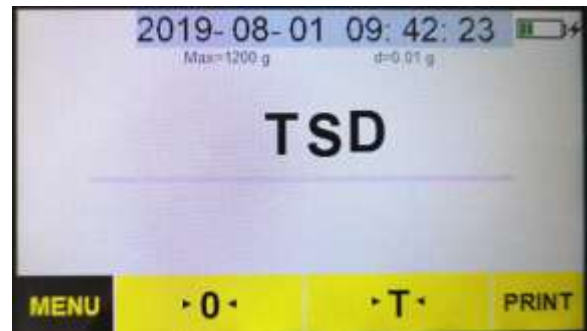 2019-08-01 09:42:23
Max=1200 g d=0.01 g
TSD
MENU ▸0◂ ▸T◂ PRINT